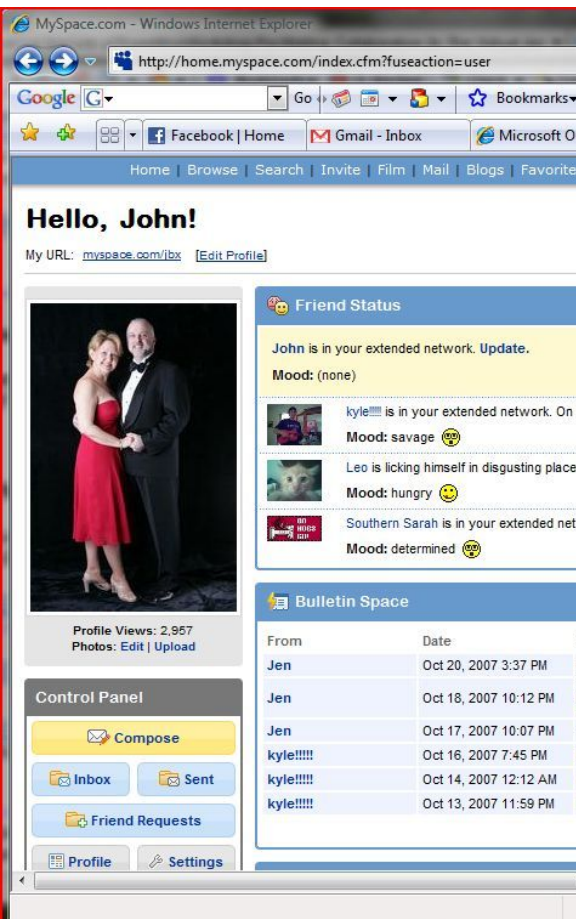 MySpace.com - Windows Internet Explorer
http://home.myspace.com/index.cfm?fuseaction=user
Google G Go Bookmarks
Facebook | Home Gmail - Inbox Microsoft O
Home | Browse | Search | Invite | Film | Mail | Blogs | Favorite
Hello, John!
My URL: myspace.com/jbx [Edit Profile]
Friend Status
John is in your extended network. Update.
Mood: (none)
kyle!!!!! is in your extended network. On
Mood: savage
Leo is licking himself in disgusting place
Mood: hungry
Southern Sarah is in your extended net
Mood: determined
Profile Views: 2,957
Photos: Edit | Upload
Bulletin Space
From Date
Jen Oct 20, 2007 3:37 PM
Jen Oct 18, 2007 10:12 PM
Jen Oct 17, 2007 10:07 PM
kyle!!!!! Oct 16, 2007 7:45 PM
kyle!!!!! Oct 14, 2007 12:12 AM
kyle!!!!! Oct 13, 2007 11:59 PM
Control Panel
Compose
Inbox Sent
Friend Requests
Profile Settings